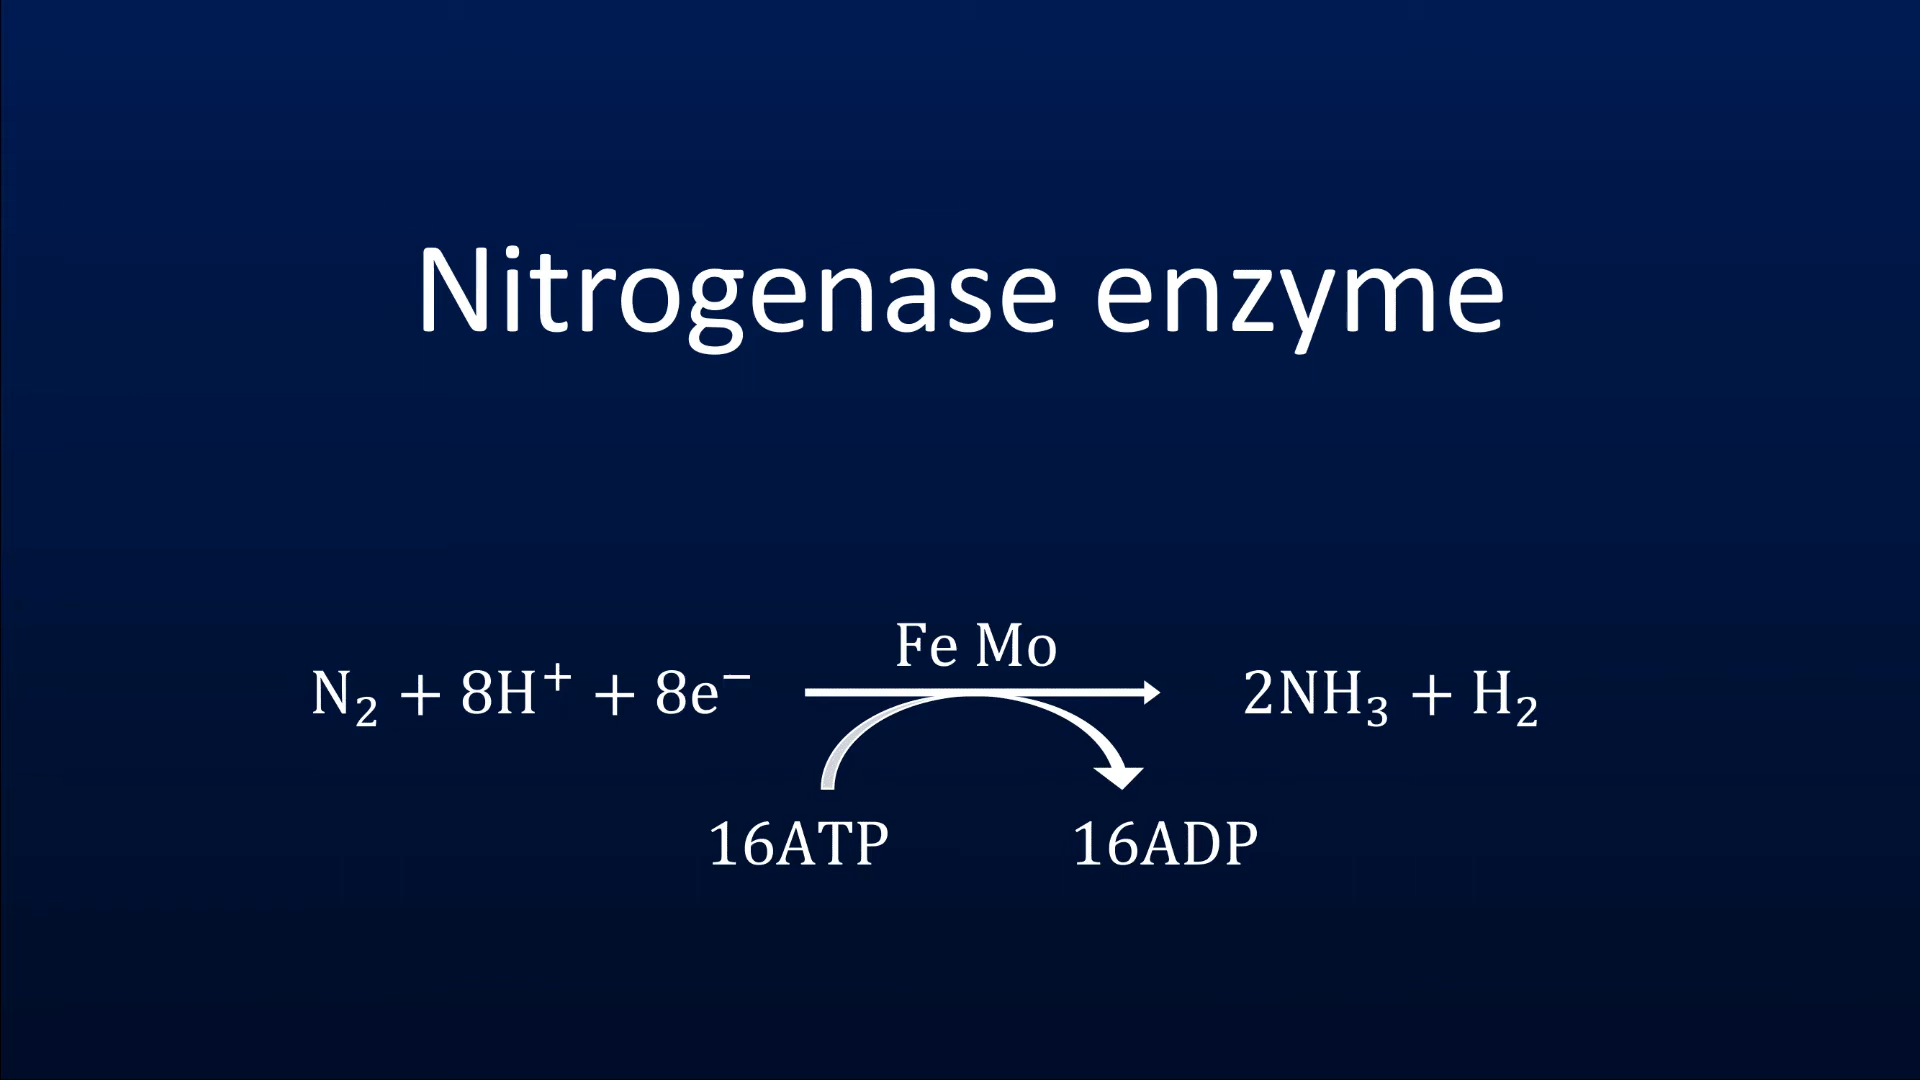 Nitrogenase enzyme
Fe Mo
N₂ + 8H⁺ + 8e⁻ → 2NH₃ + H₂
16ATP 16ADP